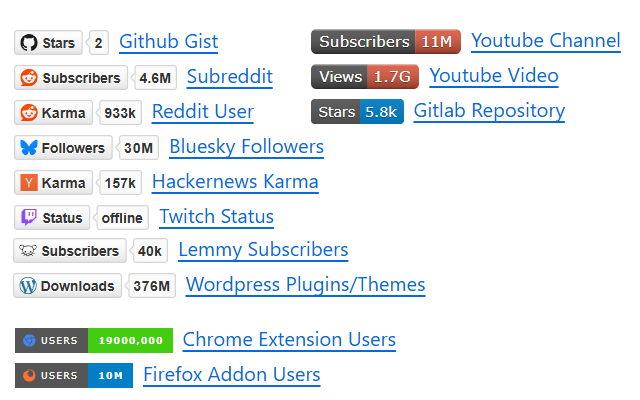 Stars 2 Github Gist
Subscribers 4.6M Subreddit
Karma 933k Reddit User
Followers 30M Bluesky Followers
Karma 157k Hackernews Karma
Status offline Twitch Status
Subscribers 40k Lemmy Subscribers
Downloads 376M Wordpress Plugins/Themes
Subscribers 11M Youtube Channel
Views 1.7G Youtube Video
Stars 5.8k Gitlab Repository
USERS 19000,000 Chrome Extension Users
USERS 10M Firefox Addon Users